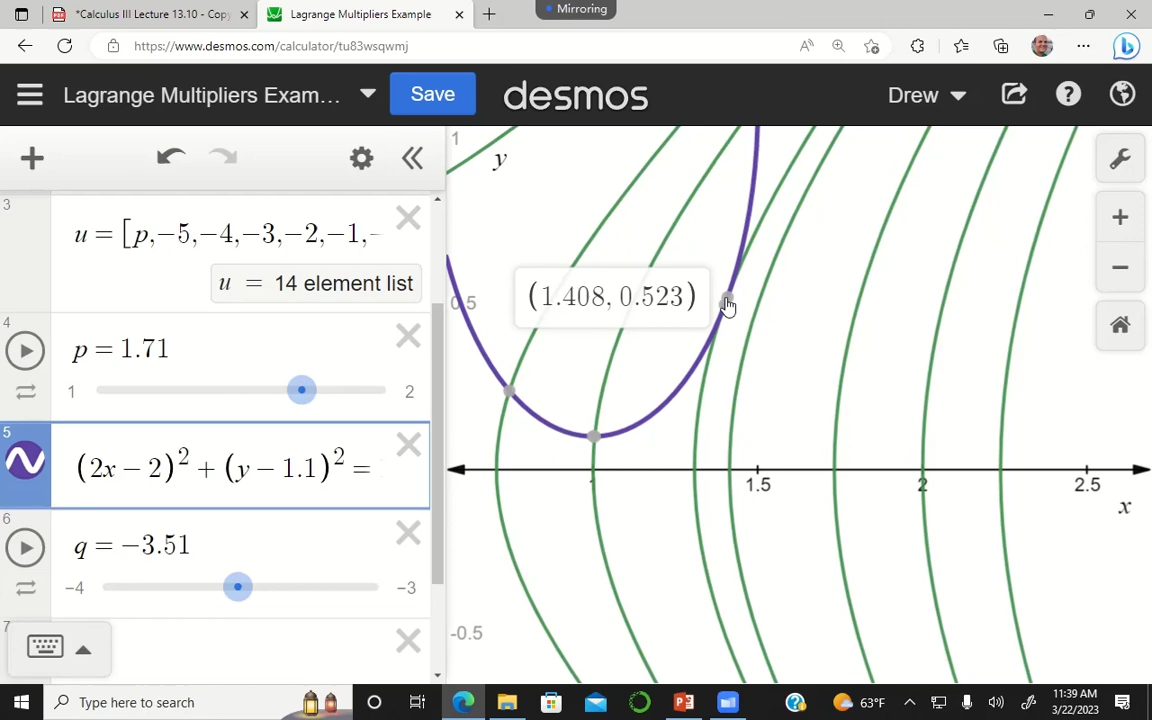 Mirroring
*Calculus III Lecture 13.10 - Copy
Lagrange Multipliers Example
https://www.desmos.com/calculator/tu83wsqwmj
Lagrange Multipliers Exam...
Save
desmos
Drew
3
u = [p,−5,−4,−3,−2,−1,−
u = 14 element list
4
p = 1.71
1
2
5
(2x − 2)² + (y − 1.1)² =
6
q = −3.51
−4
−3
7
1
y
0.5
(1.408, 0.523)
1.5
2
2.5
x
-0.5
Type here to search
63°F
11:39 AM
3/22/2023